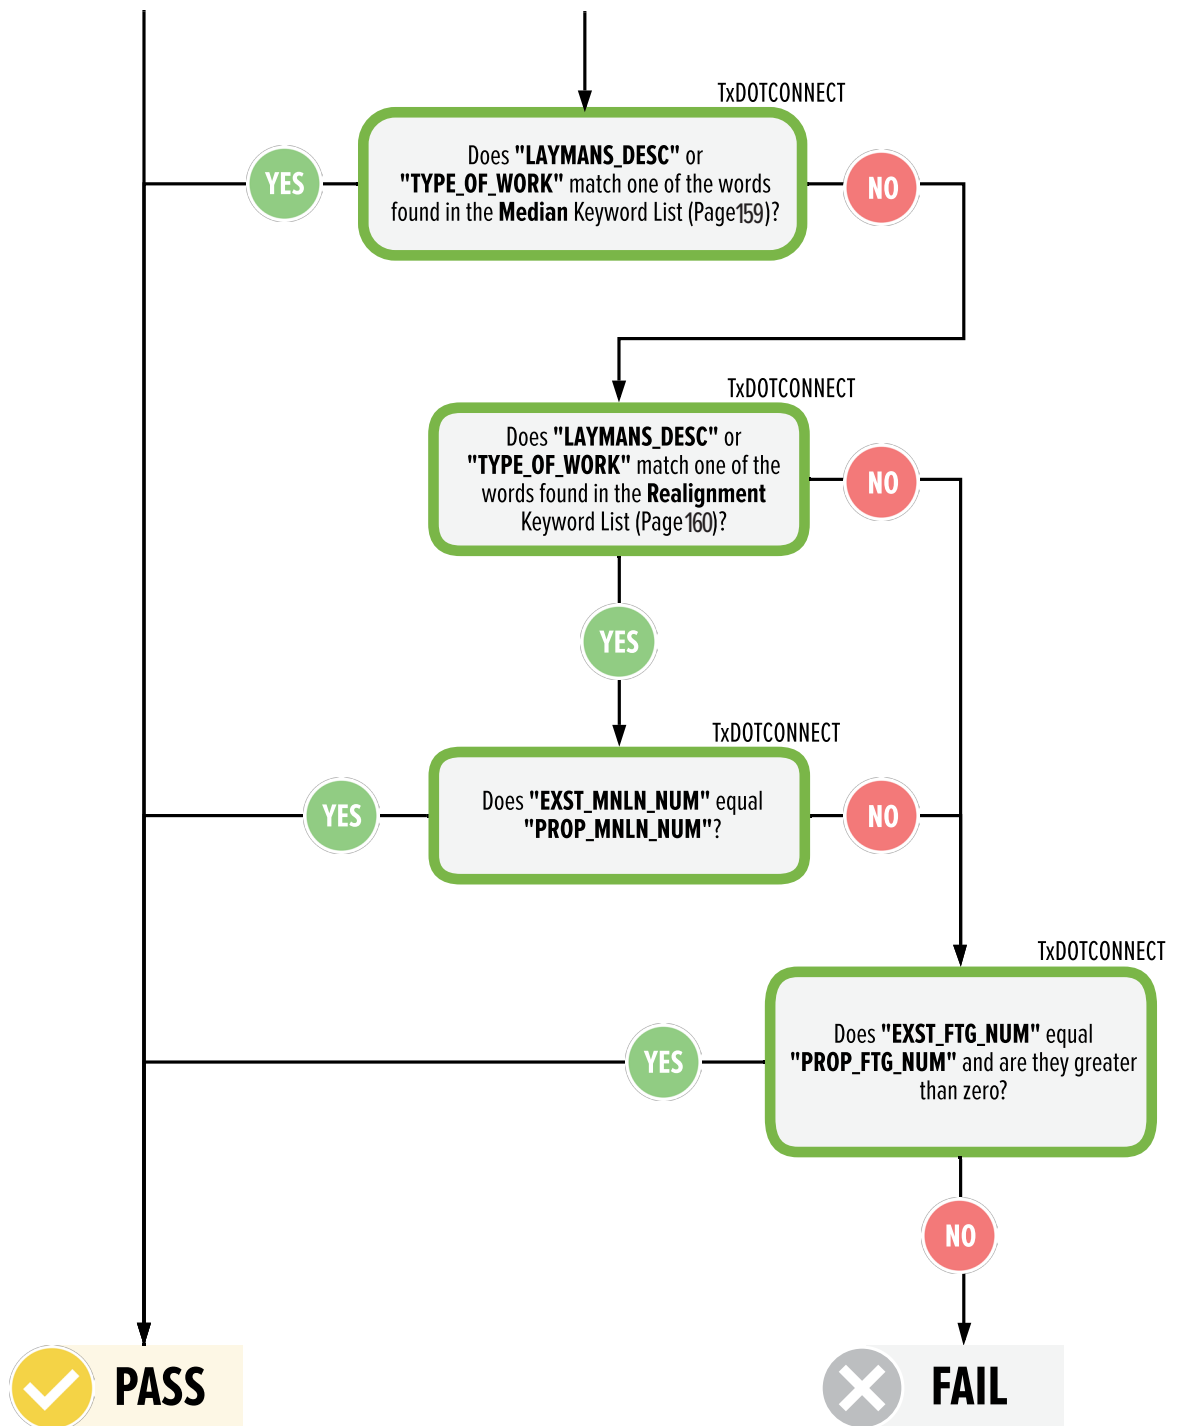 TxDOTCONNECT
Does "LAYMANS_DESC" or
"TYPE_OF_WORK" match one of the words
found in the Median Keyword List (Page159)?
YES
NO
TxDOTCONNECT
Does "LAYMANS_DESC" or
"TYPE_OF_WORK" match one of the
words found in the Realignment
Keyword List (Page160)?
NO
YES
TxDOTCONNECT
Does "EXST_MNLN_NUM" equal
"PROP_MNLN_NUM"?
YES
NO
TxDOTCONNECT
Does "EXST_FTG_NUM" equal
"PROP_FTG_NUM" and are they greater
than zero?
YES
NO
PASS
FAIL